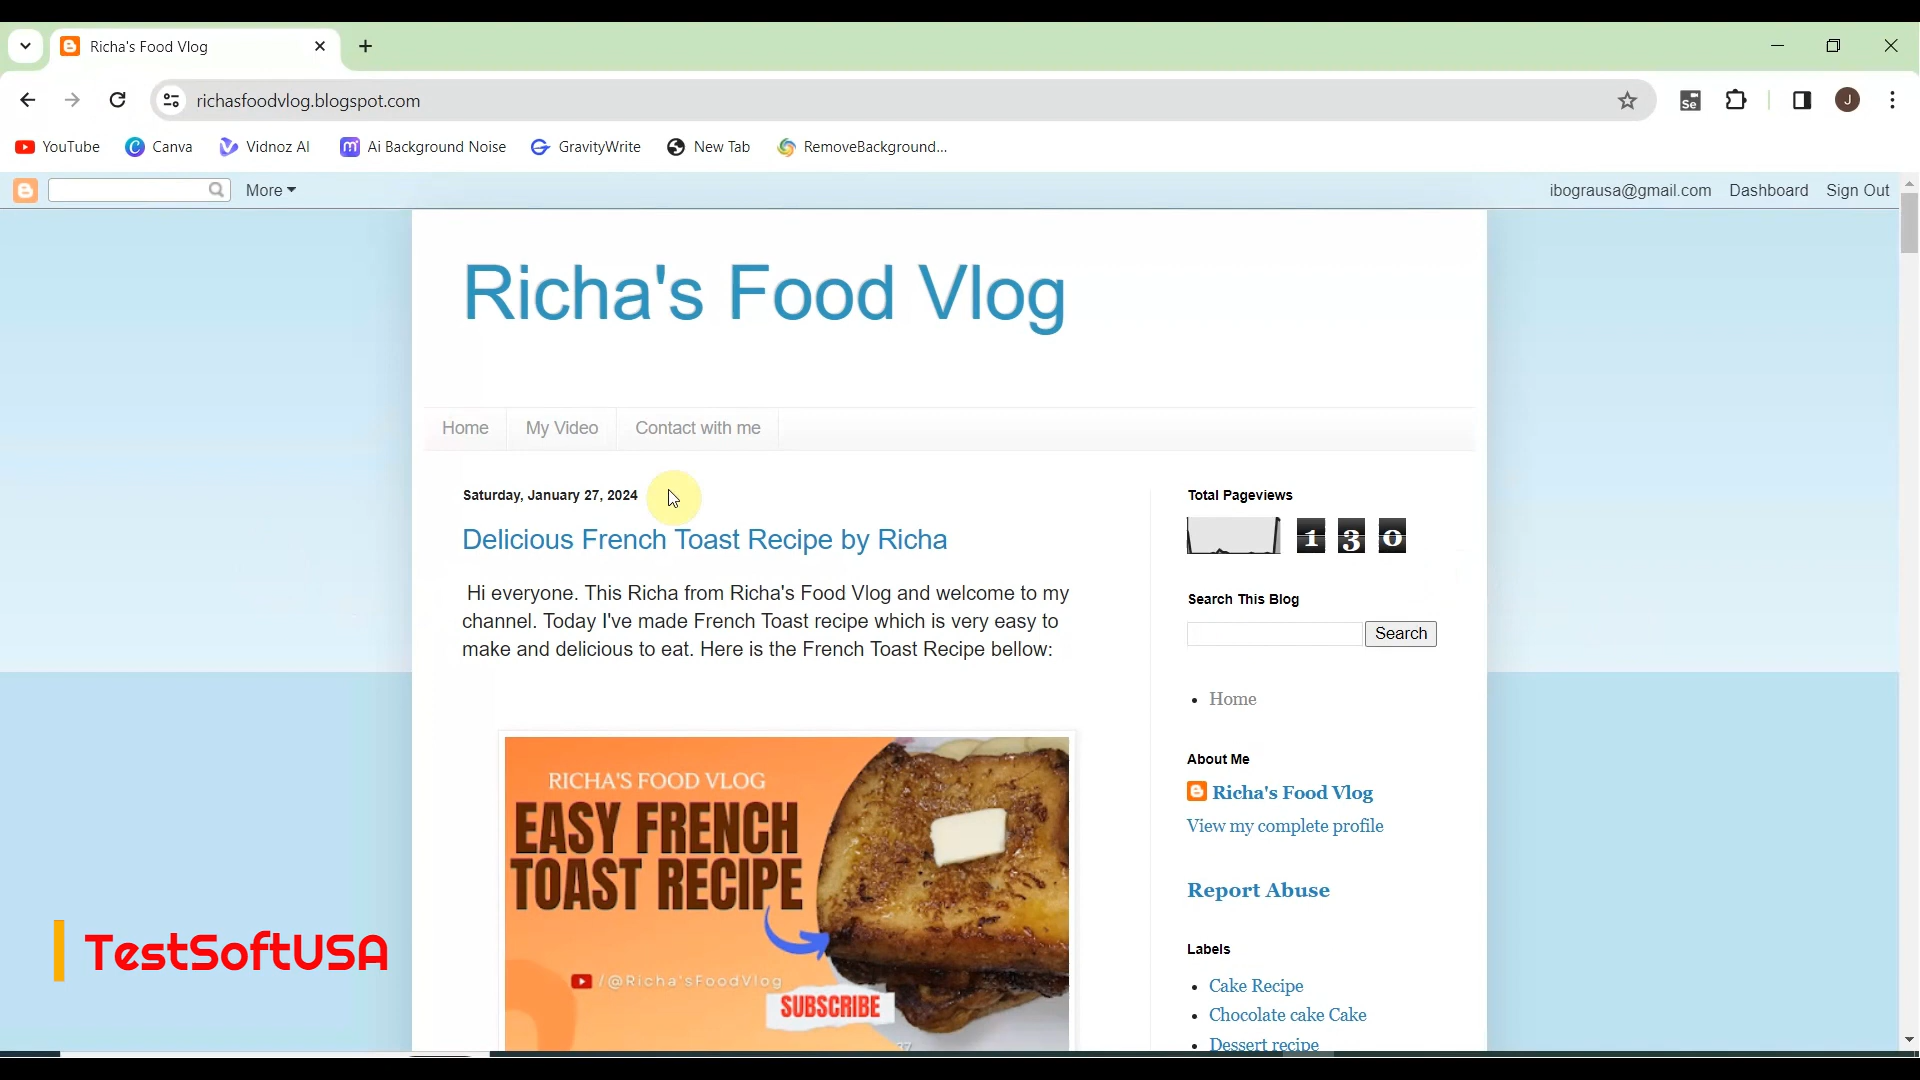 Richa's Food Vlog
richasfoodvlog.blogspot.com
Se
J
YouTube
Canva
Vidnoz AI
Ai Background Noise
GravityWrite
New Tab
RemoveBackground...
More
ibograusa@gmail.com
Dashboard
Sign Out
Richa's Food Vlog
Home
My Video
Contact with me
Saturday, January 27, 2024
Delicious French Toast Recipe by Richa
Hi everyone. This Richa from Richa's Food Vlog and welcome to my
channel. Today I've made French Toast recipe which is very easy to
make and delicious to eat. Here is the French Toast Recipe bellow:
RICHA'S FOOD VLOG
EASY FRENCH
TOAST RECIPE
/@Richa'sFoodVlog
SUBSCRIBE
Total Pageviews
1 3 0
Search This Blog
Search
Home
About Me
Richa's Food Vlog
View my complete profile
Report Abuse
Labels
Cake Recipe
Chocolate cake Cake
Dessert recipe
TestSoftUSA